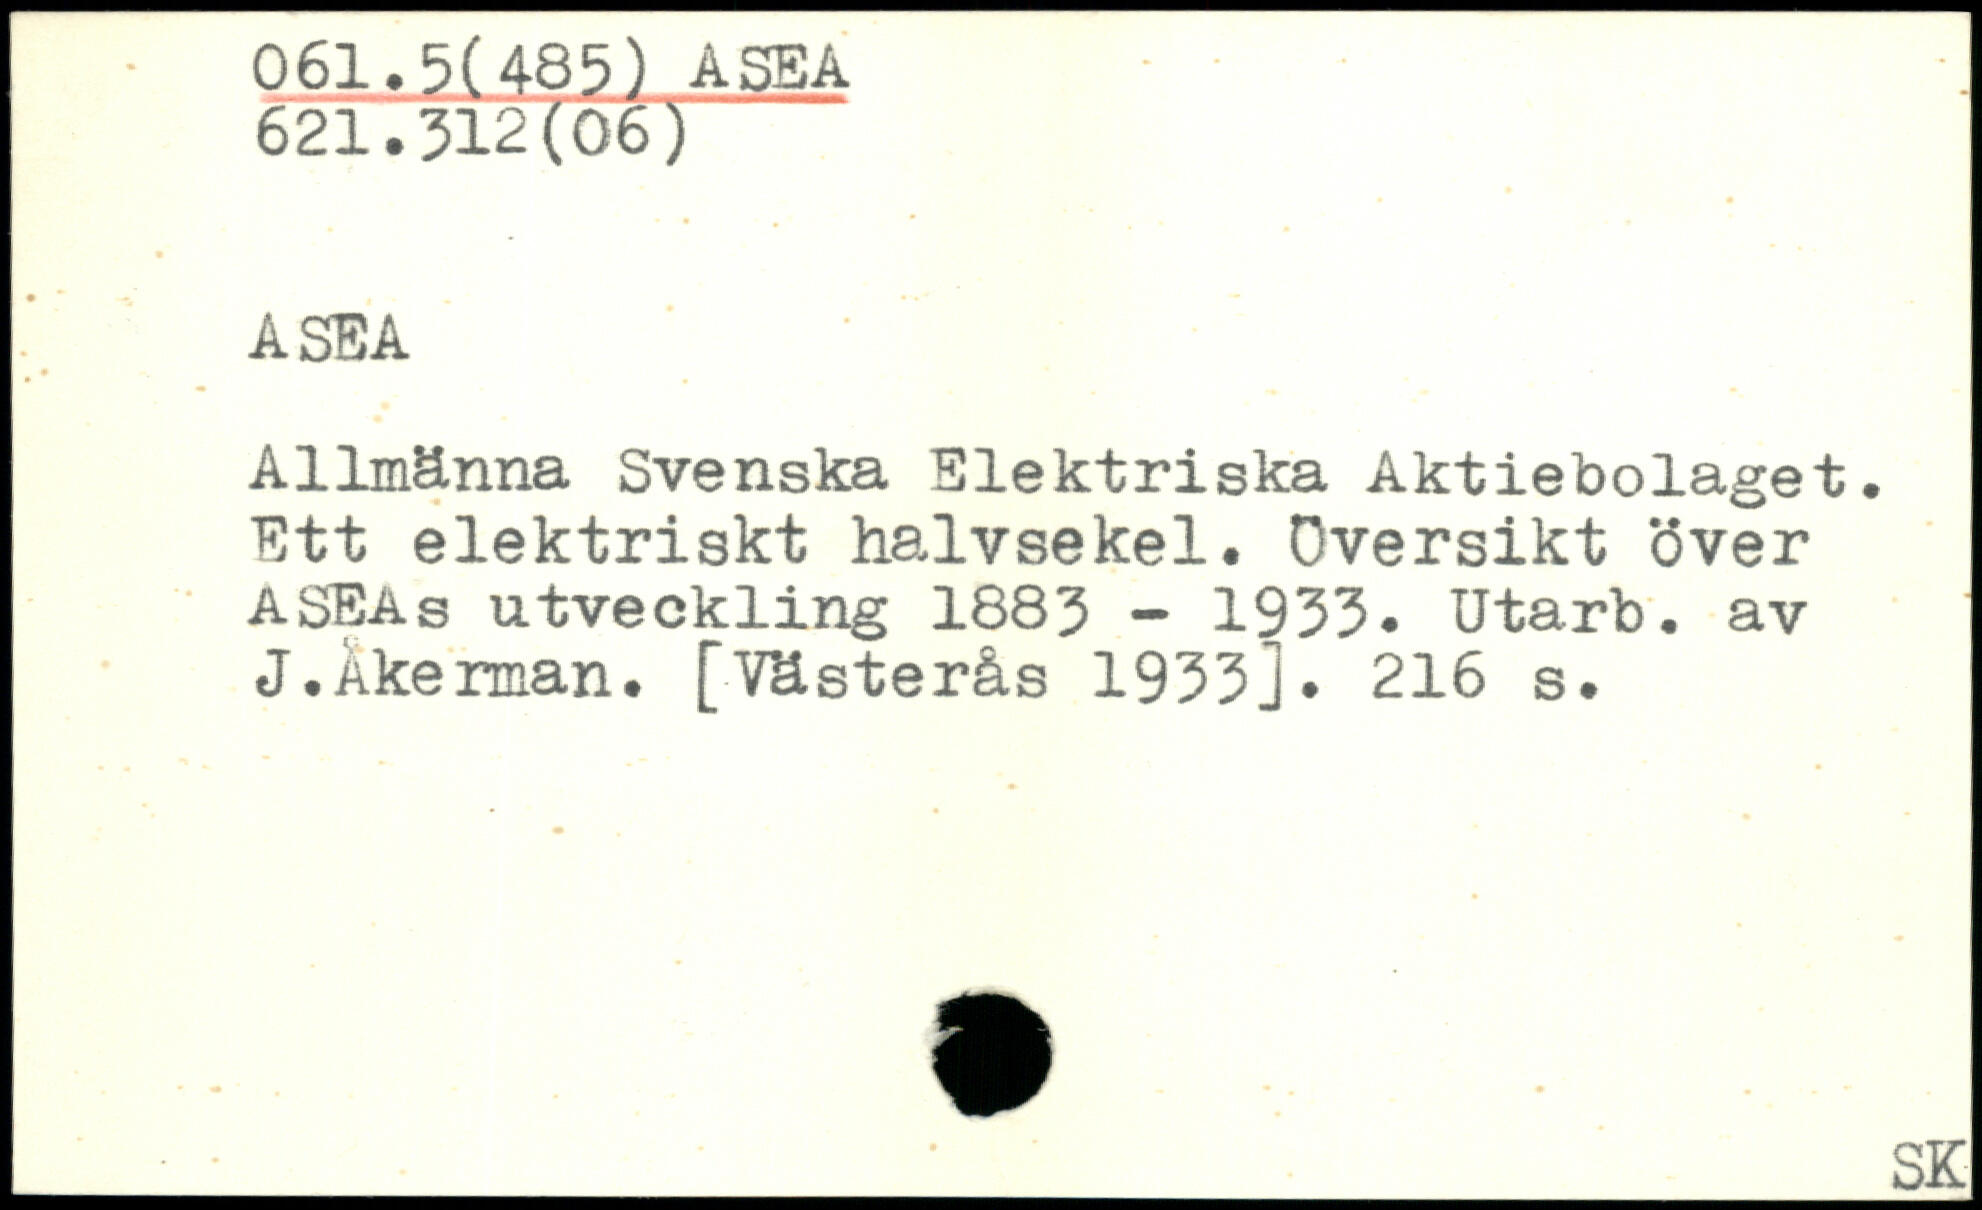 061.5(485) ASEA
621.312(06)
ASEA
Allmänna Svenska Elektriska Aktiebolaget.
Ett elektriskt halvsekel. Översikt över
ASEAs utveckling 1883 - 1933. Utarb. av
J.Åkerman. [Västerås 1933]. 216 s.
SK